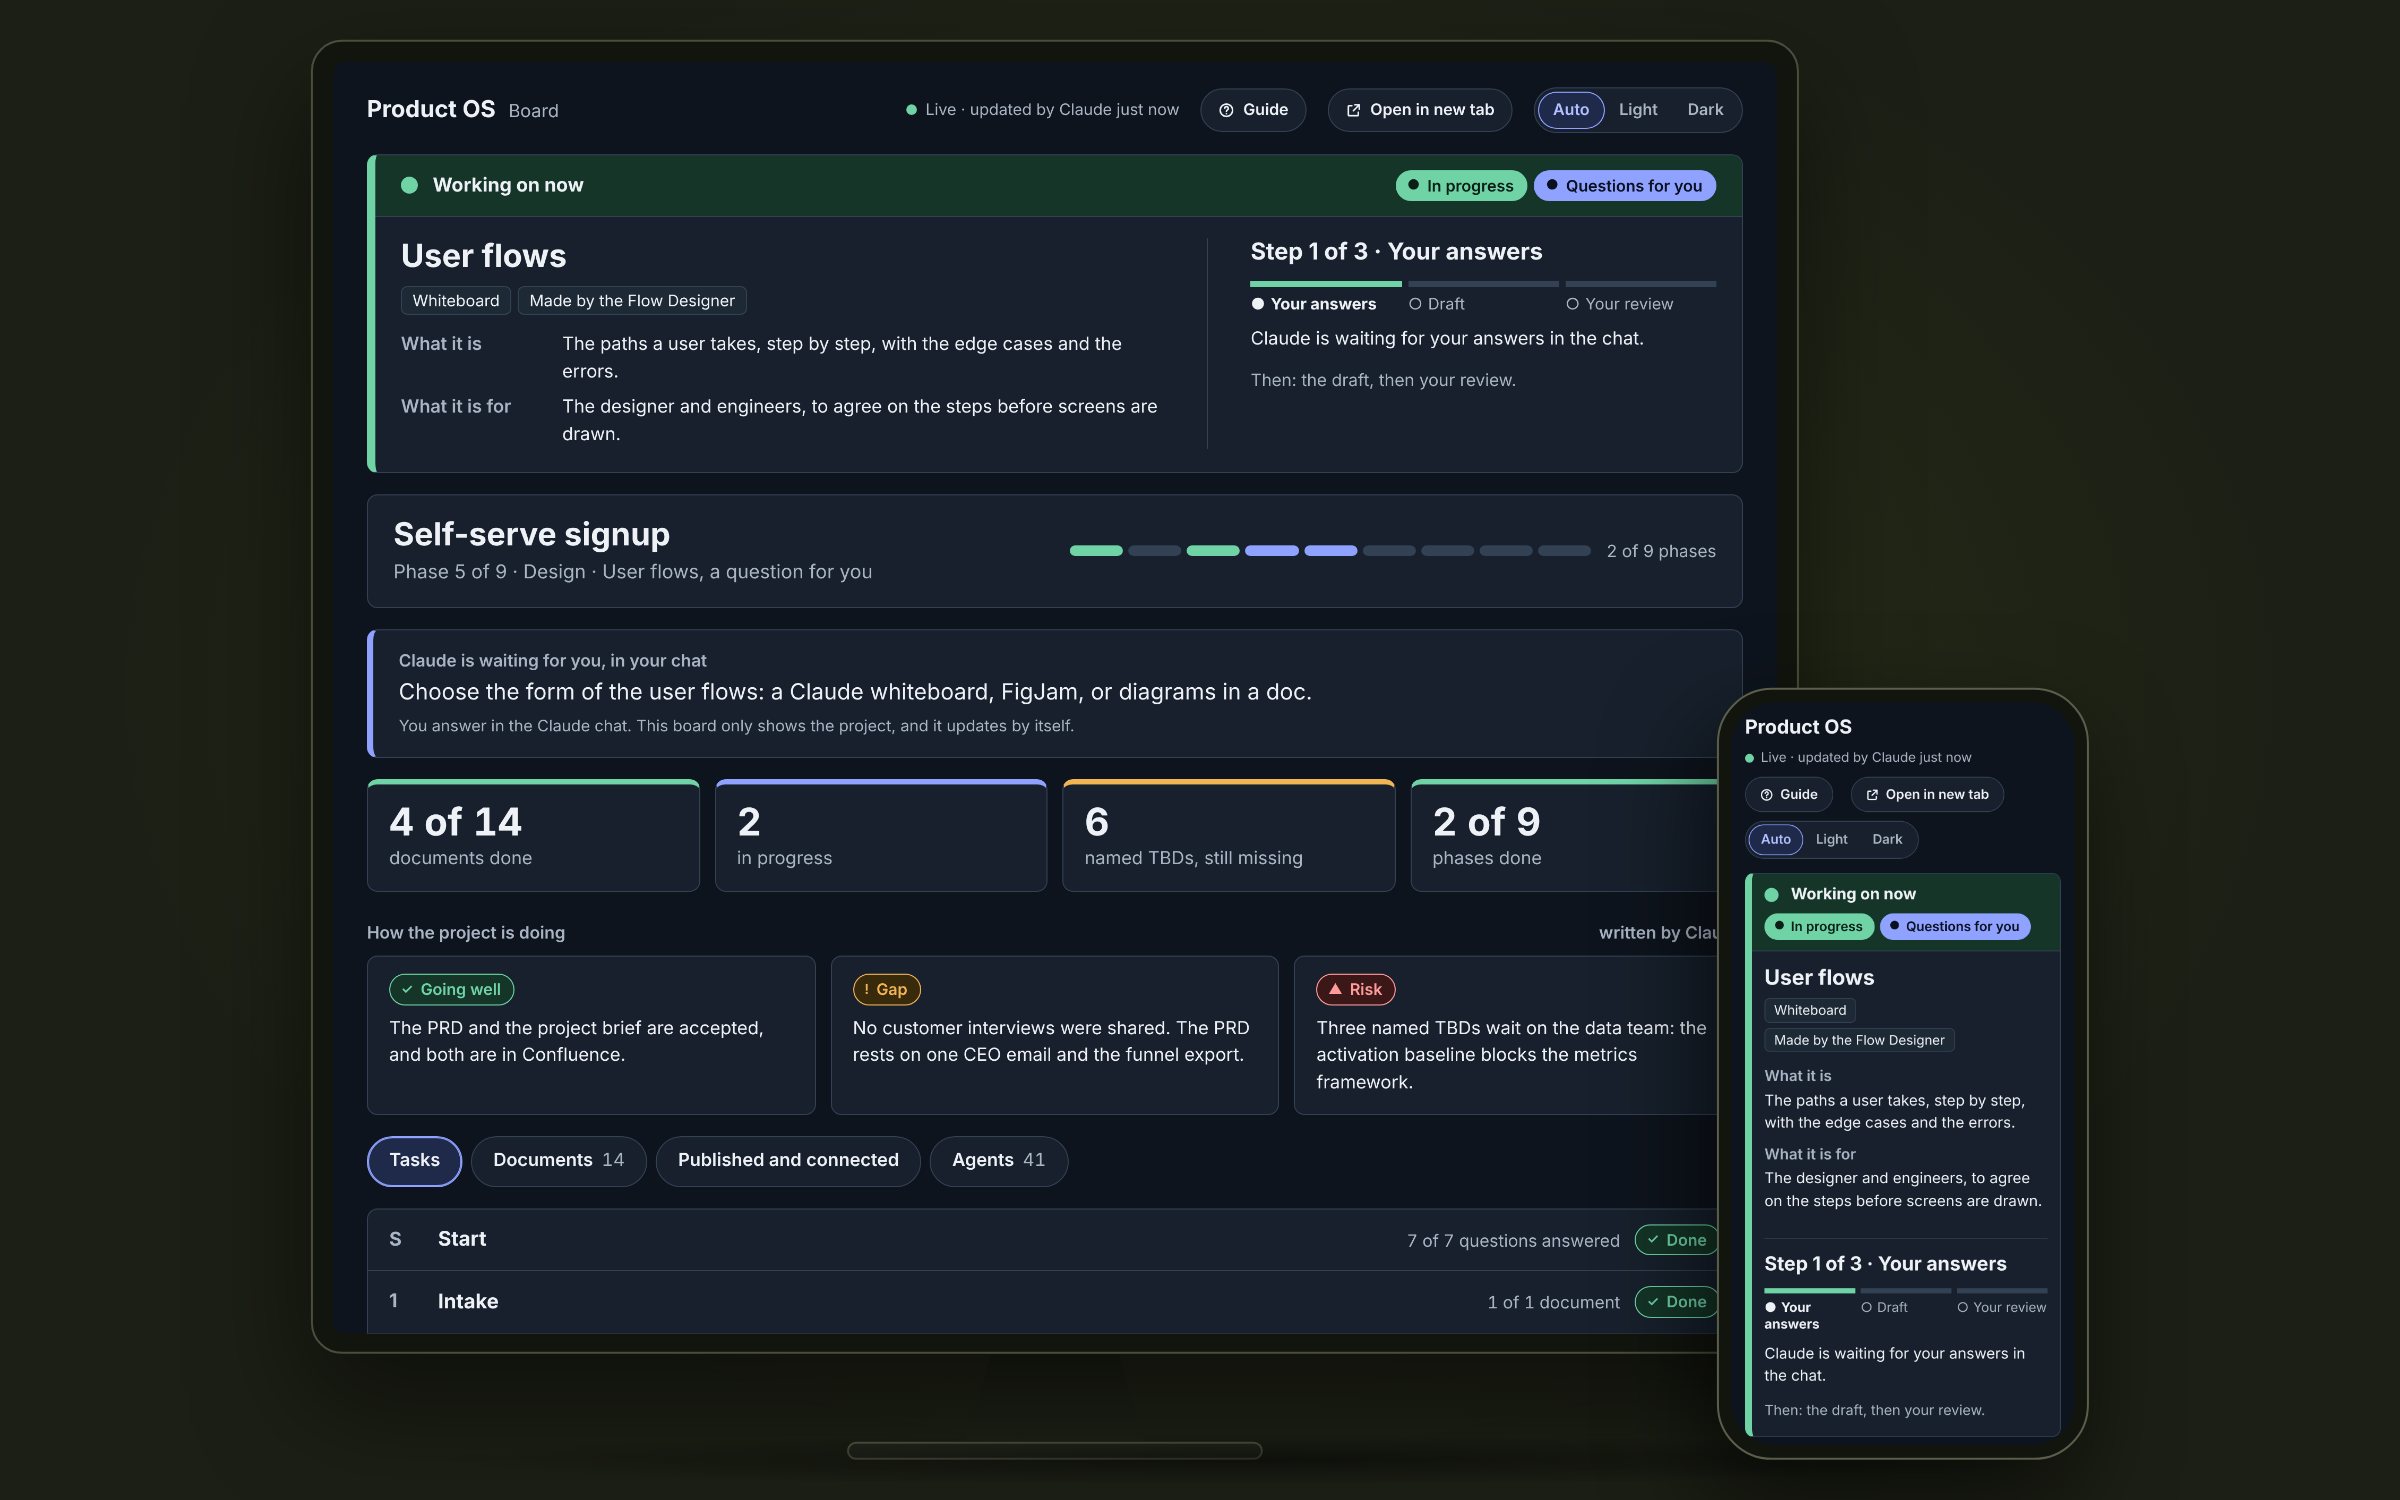 Product OS Board
Live · updated by Claude just now
Guide
Open in new tab
Auto Light Dark
Working on now
In progress
Questions for you
User flows
Whiteboard
Made by the Flow Designer
What it is
The paths a user takes, step by step, with the edge cases and the
errors.
What it is for
The designer and engineers, to agree on the steps before screens are
drawn.
Step 1 of 3 · Your answers
Your answers
Draft
Your review
Claude is waiting for your answers in the chat.
Then: the draft, then your review.
Self-serve signup
Phase 5 of 9 · Design · User flows, a question for you
2 of 9 phases
Claude is waiting for you, in your chat
Choose the form of the user flows: a Claude whiteboard, FigJam, or diagrams in a doc.
You answer in the Claude chat. This board only shows the project, and it updates by itself.
4 of 14
documents done
2
in progress
6
named TBDs, still missing
2 of 9
phases done
How the project is doing
written by Clau
Going well
The PRD and the project brief are accepted,
and both are in Confluence.
! Gap
No customer interviews were shared. The PRD
rests on one CEO email and the funnel export.
Risk
Three named TBDs wait on the data team: the
activation baseline blocks the metrics
framework.
Tasks
Documents 14
Published and connected
Agents 41
S Start 7 of 7 questions answered Done
1 Intake 1 of 1 document Done
Product OS
Live · updated by Claude just now
Guide
Open in new tab
Auto Light Dark
Working on now
In progress
Questions for you
User flows
Whiteboard
Made by the Flow Designer
What it is
The paths a user takes, step by step,
with the edge cases and the errors.
What it is for
The designer and engineers, to agree
on the steps before screens are drawn.
Step 1 of 3 · Your answers
Your
answers
Draft
Your review
Claude is waiting for your answers in
the chat.
Then: the draft, then your review.